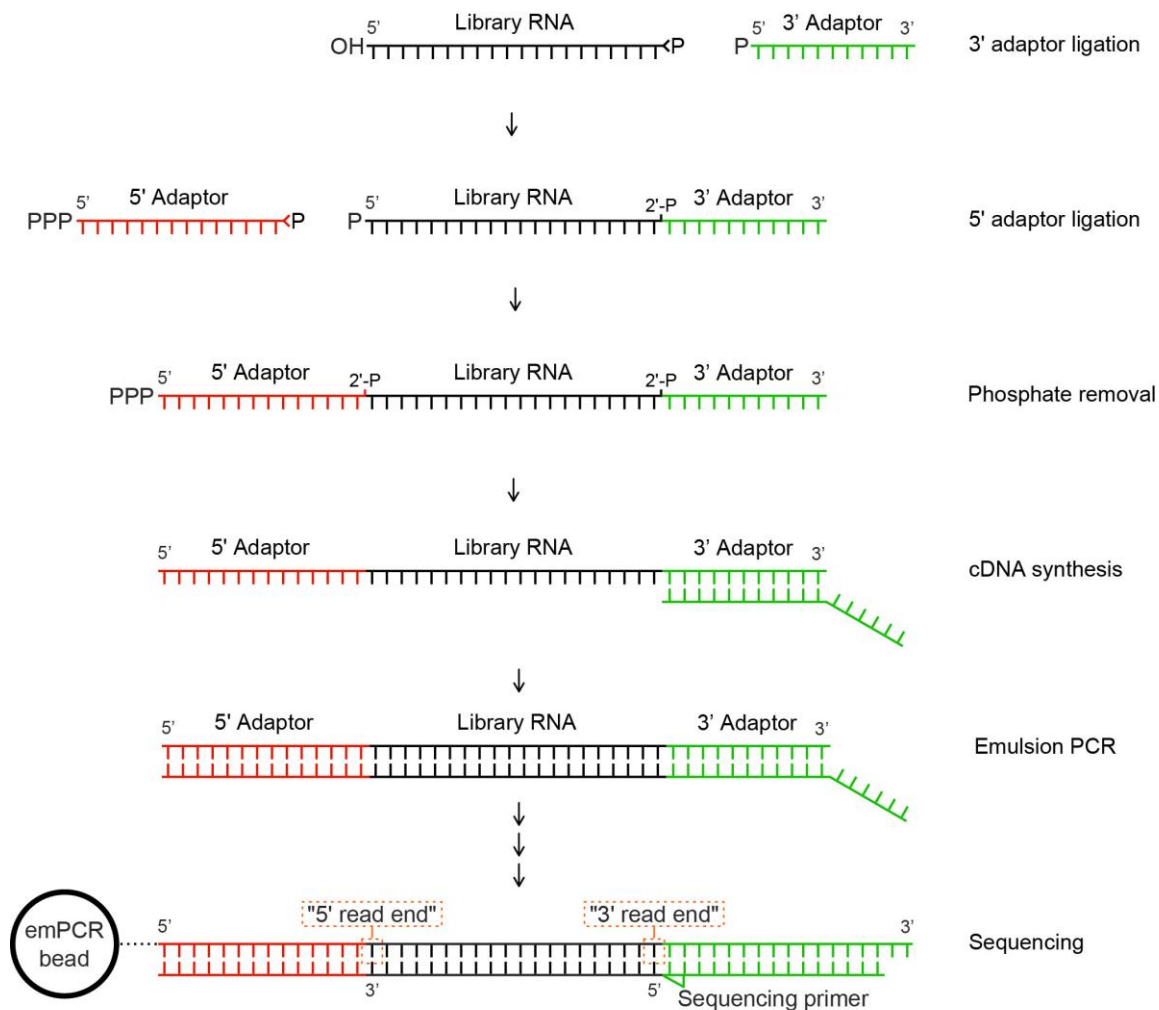 5’ Library RNA
OH P
P 5’ 3’ Adaptor 3’
3' adaptor ligation
PPP 5’ 5' Adaptor P
P 5’ Library RNA 2'-P 3’ Adaptor 3’
5' adaptor ligation
PPP 5’ 5' Adaptor 2'-P Library RNA 2'-P 3’ Adaptor 3’
Phosphate removal
5’ 5' Adaptor Library RNA 3’ Adaptor 3’
cDNA synthesis
5’ 5' Adaptor Library RNA 3’ Adaptor 3’
Emulsion PCR
emPCR
bead
5’ "5' read end" "3' read end" 3’
Sequencing
3’ 5’
Sequencing primer